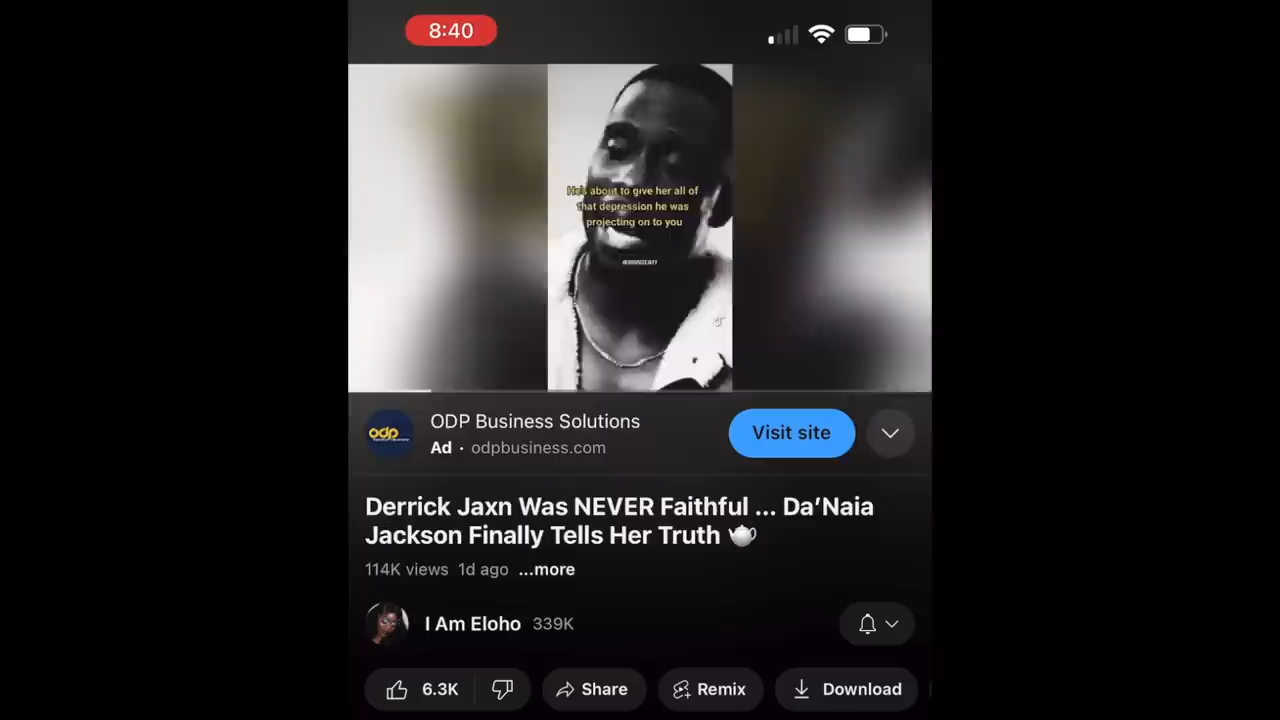 8:40
He's about to give her all of
that depression he was
projecting on to you
odp
ODP Business Solutions
Visit site
Ad · odpbusiness.com
Derrick Jaxn Was NEVER Faithful ... Da’Naia
Jackson Finally Tells Her Truth 🫖
114K views 1d ago ...more
I Am Eloho 339K
6.3K Share Remix Download